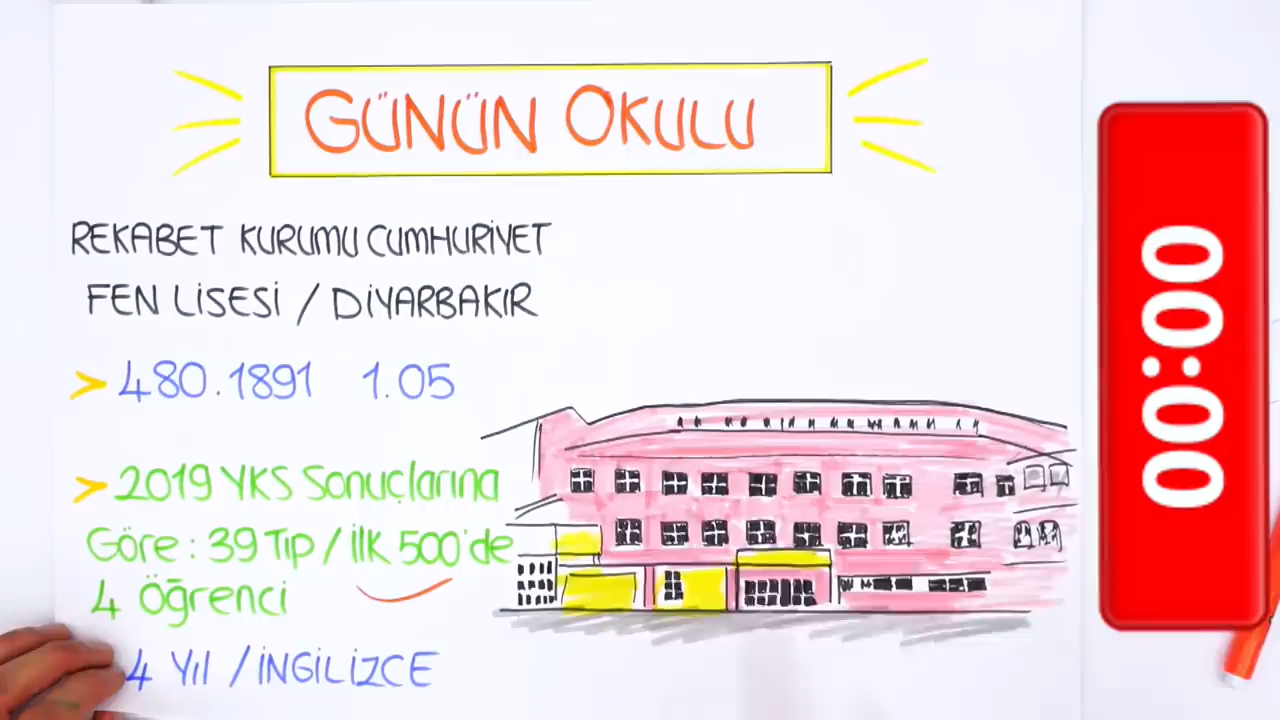 GÜNÜN OKULU
REKABET KURUMU CUMHURİYET
FEN LİSESİ / DİYARBAKIR
> 480.1891 1.05
> 2019 YKS Sonuçlarına
Göre : 39 Tıp / İlk 500'de
4 Öğrenci
4 Yıl / İNGİLİZCE
00:00